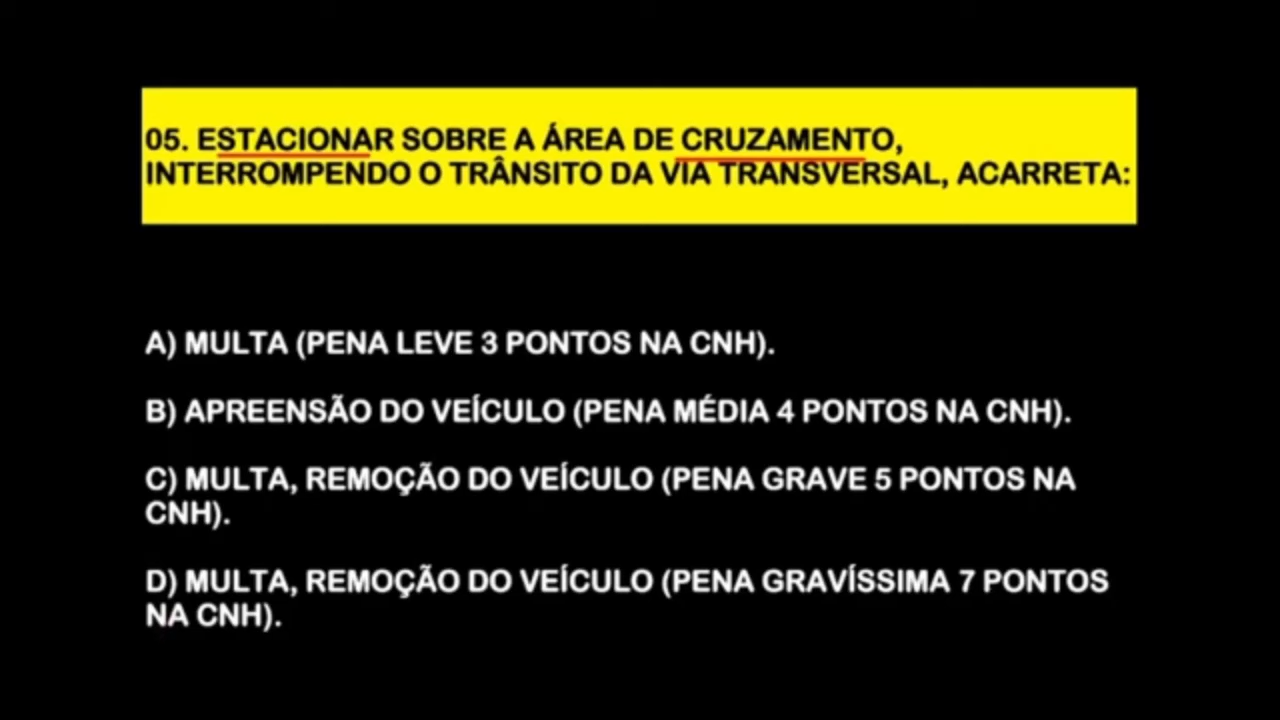 05. ESTACIONAR SOBRE A ÁREA DE CRUZAMENTO,
INTERROMPENDO O TRÂNSITO DA VIA TRANSVERSAL, ACARRETA:
A) MULTA (PENA LEVE 3 PONTOS NA CNH).
B) APREENSÃO DO VEÍCULO (PENA MÉDIA 4 PONTOS NA CNH).
C) MULTA, REMOÇÃO DO VEÍCULO (PENA GRAVE 5 PONTOS NA
CNH).
D) MULTA, REMOÇÃO DO VEÍCULO (PENA GRAVÍSSIMA 7 PONTOS
NA CNH).